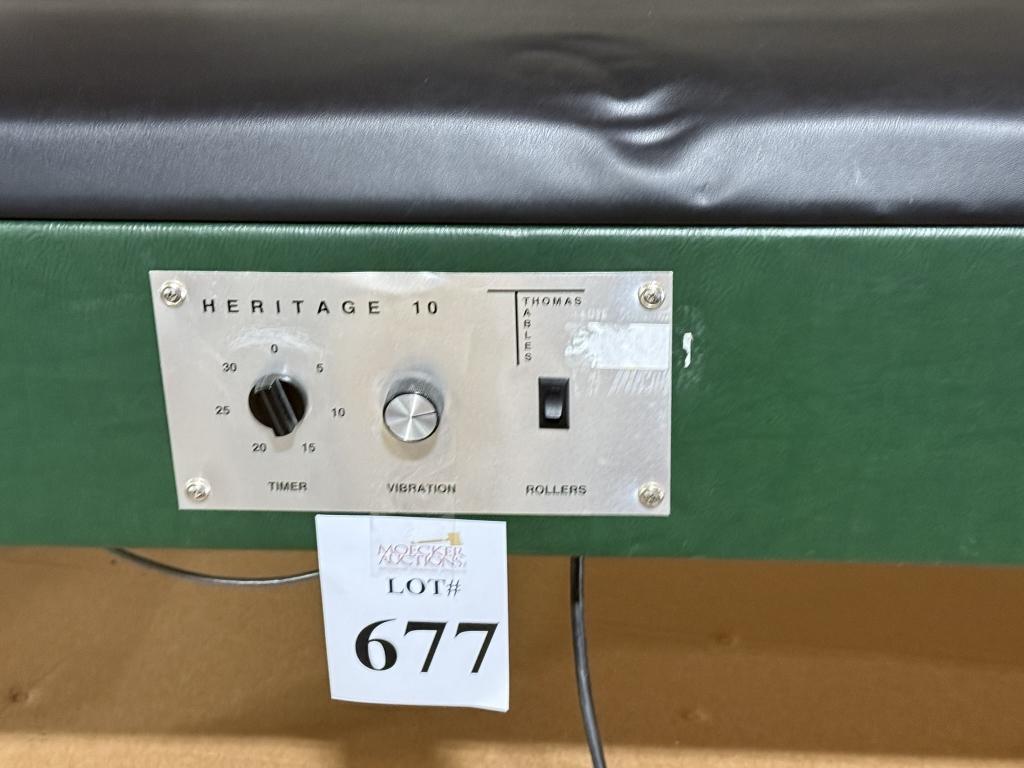 HERITAGE 10
THOMAS
TABLES
0
5
10
15
20
25
30
TIMER
VIBRATION
ROLLERS
MOECKER
AUCTIONS
LOT#
677